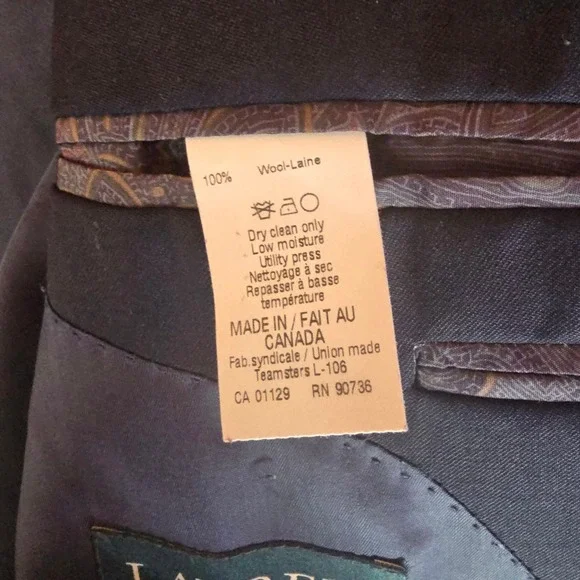 100% Wool-Laine
Dry clean only
Low moisture
Utility press
Nettoyage à sec
Repasser à basse
température
MADE IN / FAIT AU
CANADA
Fab.syndicale / Union made
Teamsters L-106
CA 01129 RN 90736